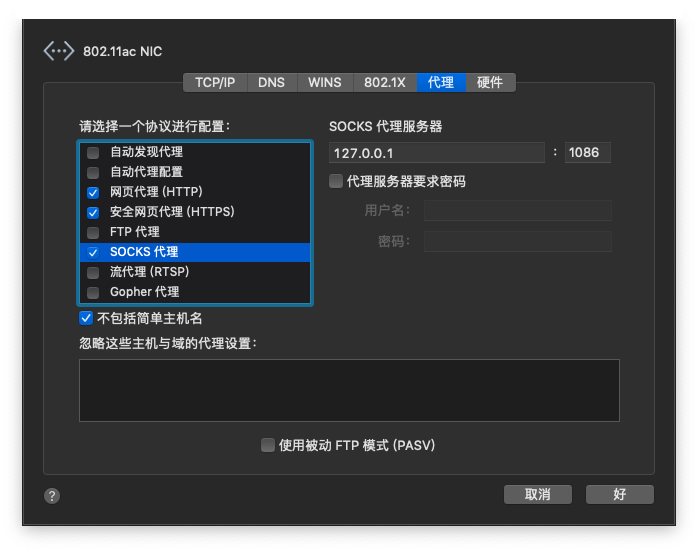 802.11ac NIC
TCP/IP DNS WINS 802.1X 代理 硬件
请选择一个协议进行配置：
自动发现代理
自动代理配置
网页代理 (HTTP)
安全网页代理 (HTTPS)
FTP 代理
SOCKS 代理
流代理 (RTSP)
Gopher 代理
SOCKS 代理服务器
127.0.0.1 : 1086
代理服务器要求密码
用户名：
密码：
不包括简单主机名
忽略这些主机与域的代理设置：
使用被动 FTP 模式 (PASV)
? 取消 好